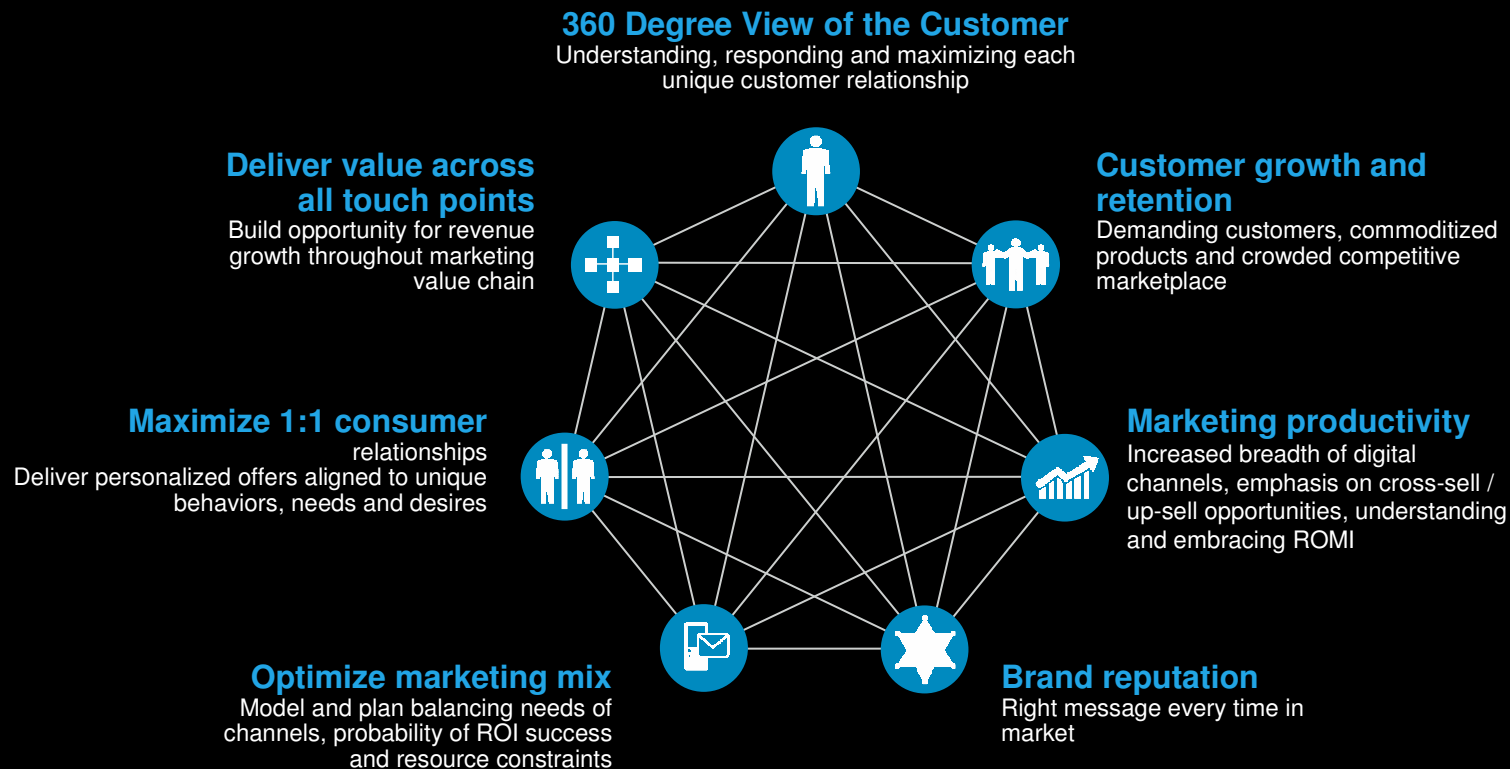 360 Degree View of the Customer
Understanding, responding and maximizing each
unique customer relationship
Deliver value across
all touch points
Build opportunity for revenue
growth throughout marketing
value chain
Customer growth and
retention
Demanding customers, commoditized
products and crowded competitive
marketplace
Maximize 1:1 consumer
relationships
Deliver personalized offers aligned to unique
behaviors, needs and desires
Marketing productivity
Increased breadth of digital
channels, emphasis on cross-sell /
up-sell opportunities, understanding
and embracing ROMI
Optimize marketing mix
Model and plan balancing needs of
channels, probability of ROI success
and resource constraints
Brand reputation
Right message every time in
market